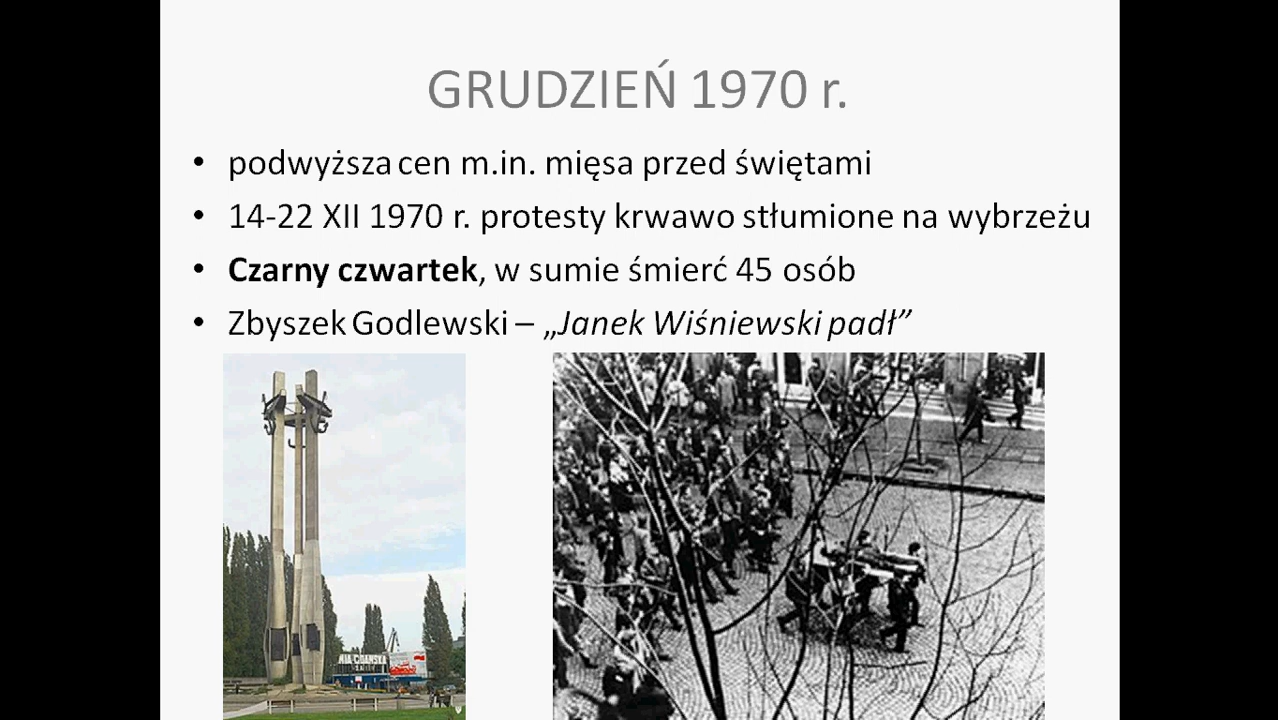 GRUDZIEŃ 1970 r.
• podwyższa cen m.in. mięsa przed świętami
• 14-22 XII 1970 r. protesty krwawo stłumione na wybrzeżu
• Czarny czwartek, w sumie śmierć 45 osób
• Zbyszek Godlewski – „Janek Wiśniewski padł”